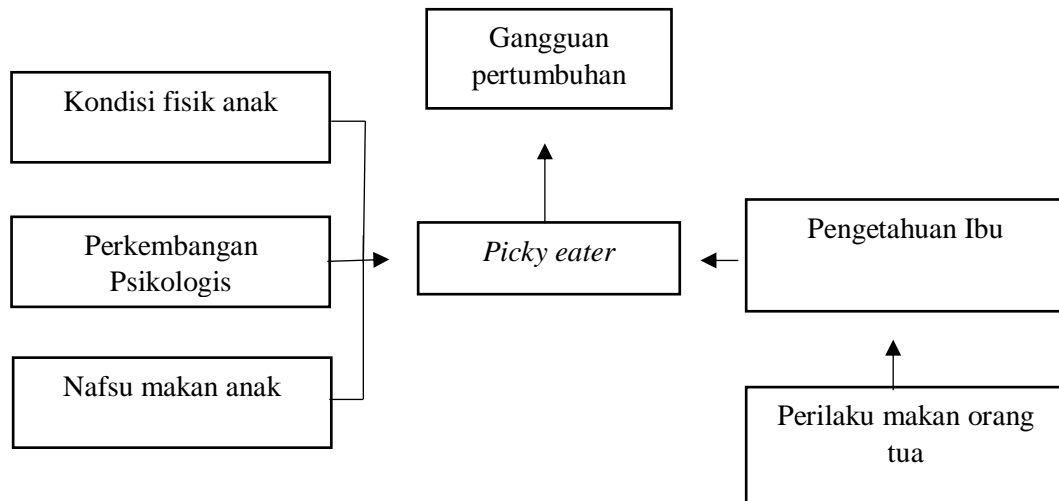 Gangguan
pertumbuhan
Kondisi fisik anak
Perkembangan
Psikologis
Picky eater
Pengetahuan Ibu
Nafsu makan anak
Perilaku makan orang
tua